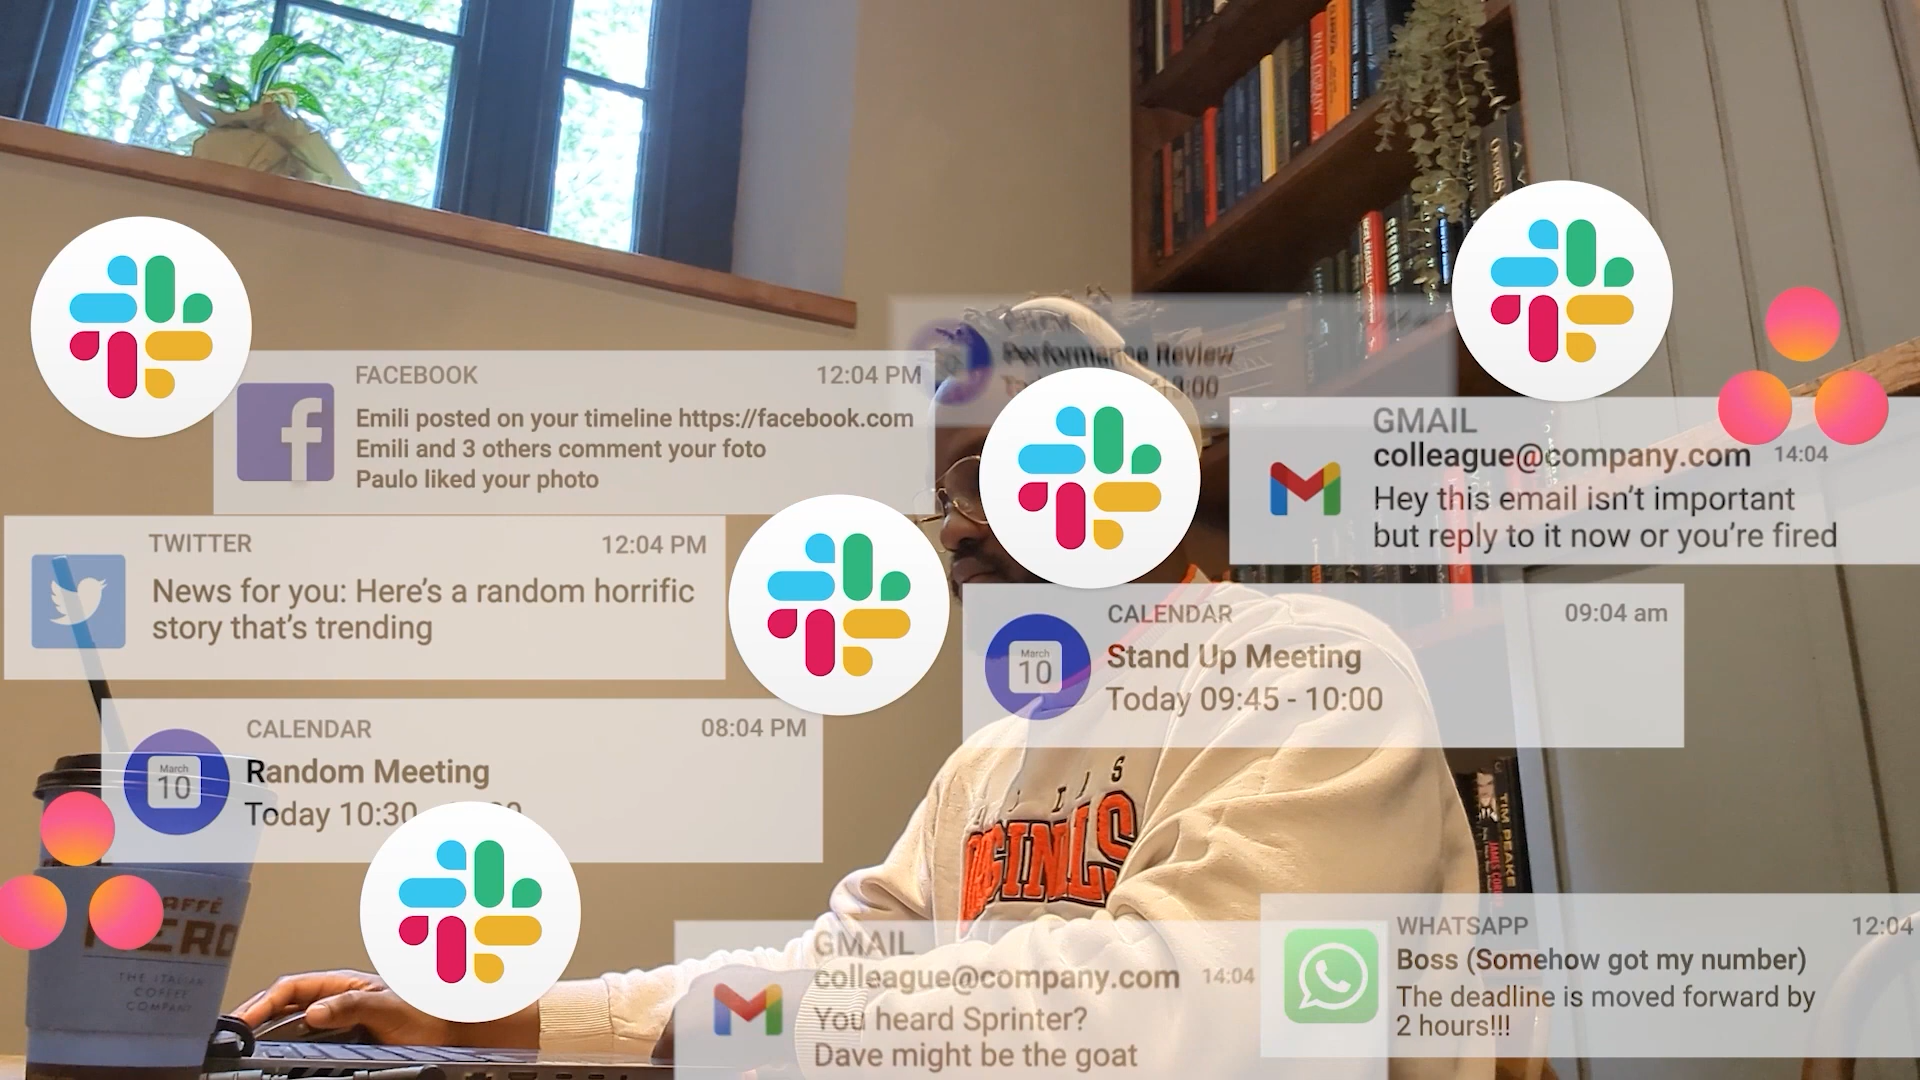 Performance Review
FACEBOOK
12:04 PM
Emili posted on your timeline https://facebook.com
Emili and 3 others comment your foto
Paulo liked your photo
GMAIL
colleague@company.com 14:04
Hey this email isn't important
but reply to it now or you're fired
TWITTER
12:04 PM
News for you: Here's a random horrific
story that's trending
CALENDAR
09:04 am
March
10
Stand Up Meeting
Today 09:45 - 10:00
CALENDAR
08:04 PM
March
10
Random Meeting
Today 10:30
ORIGINALS
TIM PEAKE
CAFFÈ
NERO
THE ITALIAN
COFFEE
COMPANY
GMAIL
colleague@company.com 14:04
You heard Sprinter?
Dave might be the goat
WHATSAPP
12:04
Boss (Somehow got my number)
The deadline is moved forward by
2 hours!!!